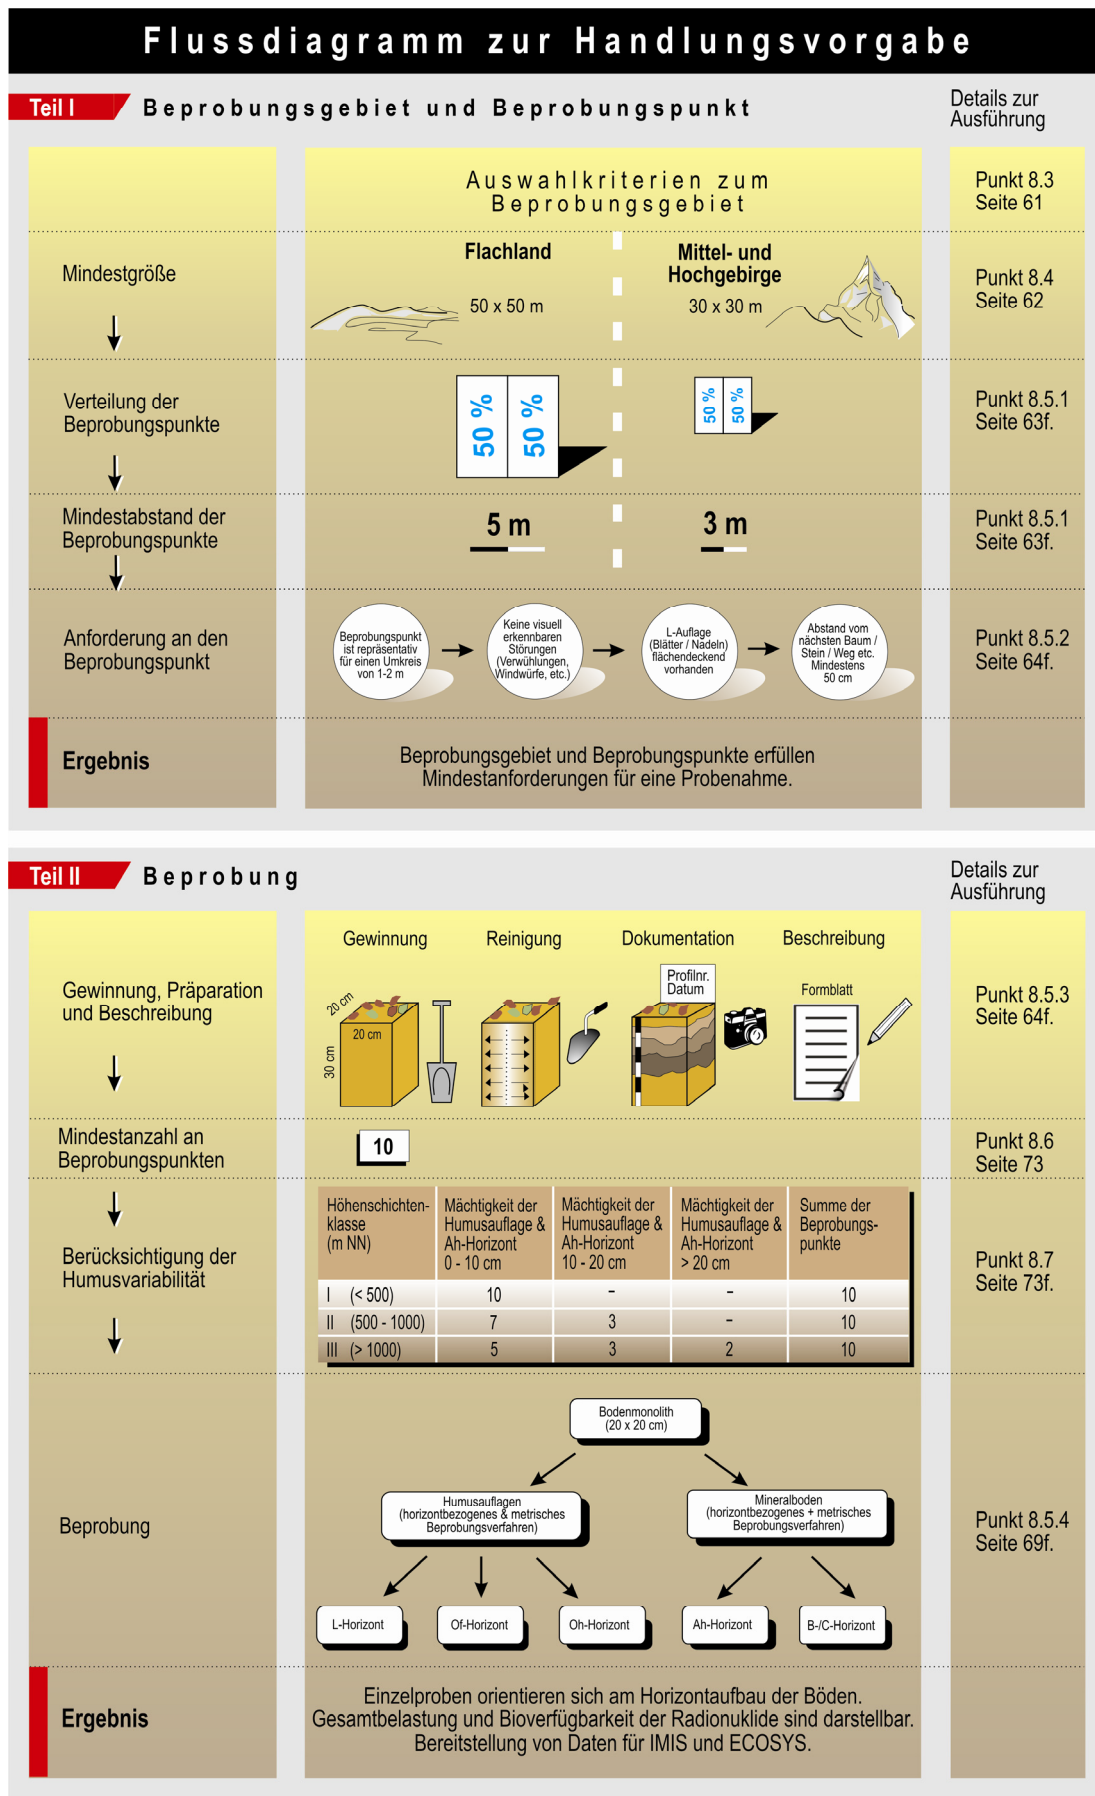 Flussdiagramm zur Handlungsvorgabe
Teil I
Beprobungsgebiet und Beprobungspunkt
Details zur
Ausführung
Auswahlkriterien zum
Beprobungsgebiet
Punkt 8.3
Seite 61
Mindestgröße
Flachland
50 x 50 m
Mittel- und
Hochgebirge
30 x 30 m
Punkt 8.4
Seite 62
Verteilung der
Beprobungspunkte
50 %
50 %
50 %
50 %
Punkt 8.5.1
Seite 63f.
Mindestabstand der
Beprobungspunkte
5 m
3 m
Punkt 8.5.1
Seite 63f.
Anforderung an den
Beprobungspunkt
Beprobungspunkt
ist repräsentativ
für einen Umkreis
von 1-2 m
Keine visuell
erkennbaren
Störungen
(Verwühlungen,
Windwürfe, etc.)
L-Auflage
(Blätter / Nadeln)
flächendeckend
vorhanden
Abstand vom
nächsten Baum /
Stein / Weg etc.
Mindestens
50 cm
Punkt 8.5.2
Seite 64f.
Ergebnis
Beprobungsgebiet und Beprobungspunkte erfüllen
Mindestanforderungen für eine Probenahme.
Teil II
Beprobung
Details zur
Ausführung
Gewinnung, Präparation
und Beschreibung
Gewinnung
20 cm
20 cm
30 cm
Reinigung
Dokumentation
Profilnr.
Datum
Beschreibung
Formblatt
Punkt 8.5.3
Seite 64f.
Mindestanzahl an
Beprobungspunkten
10
Punkt 8.6
Seite 73
Berücksichtigung der
Humusvariabilität
Höhenschichten-
klasse
(m NN)
Mächtigkeit der
Humusauflage &
Ah-Horizont
0 - 10 cm
Mächtigkeit der
Humusauflage &
Ah-Horizont
10 - 20 cm
Mächtigkeit der
Humusauflage &
Ah-Horizont
> 20 cm
Summe der
Beprobungs-
punkte
I (< 500) 10 – – 10
II (500 - 1000) 7 3 – 10
III (> 1000) 5 3 2 10
Punkt 8.7
Seite 73f.
Beprobung
Bodenmonolith
(20 x 20 cm)
Humusauflagen
(horizontbezogenes & metrisches
Beprobungsverfahren)
Mineralboden
(horizontbezogenes + metrisches
Beprobungsverfahren)
L-Horizont
Of-Horizont
Oh-Horizont
Ah-Horizont
B-/C-Horizont
Punkt 8.5.4
Seite 69f.
Ergebnis
Einzelproben orientieren sich am Horizontaufbau der Böden.
Gesamtbelastung und Bioverfügbarkeit der Radionuklide sind darstellbar.
Bereitstellung von Daten für IMIS und ECOSYS.